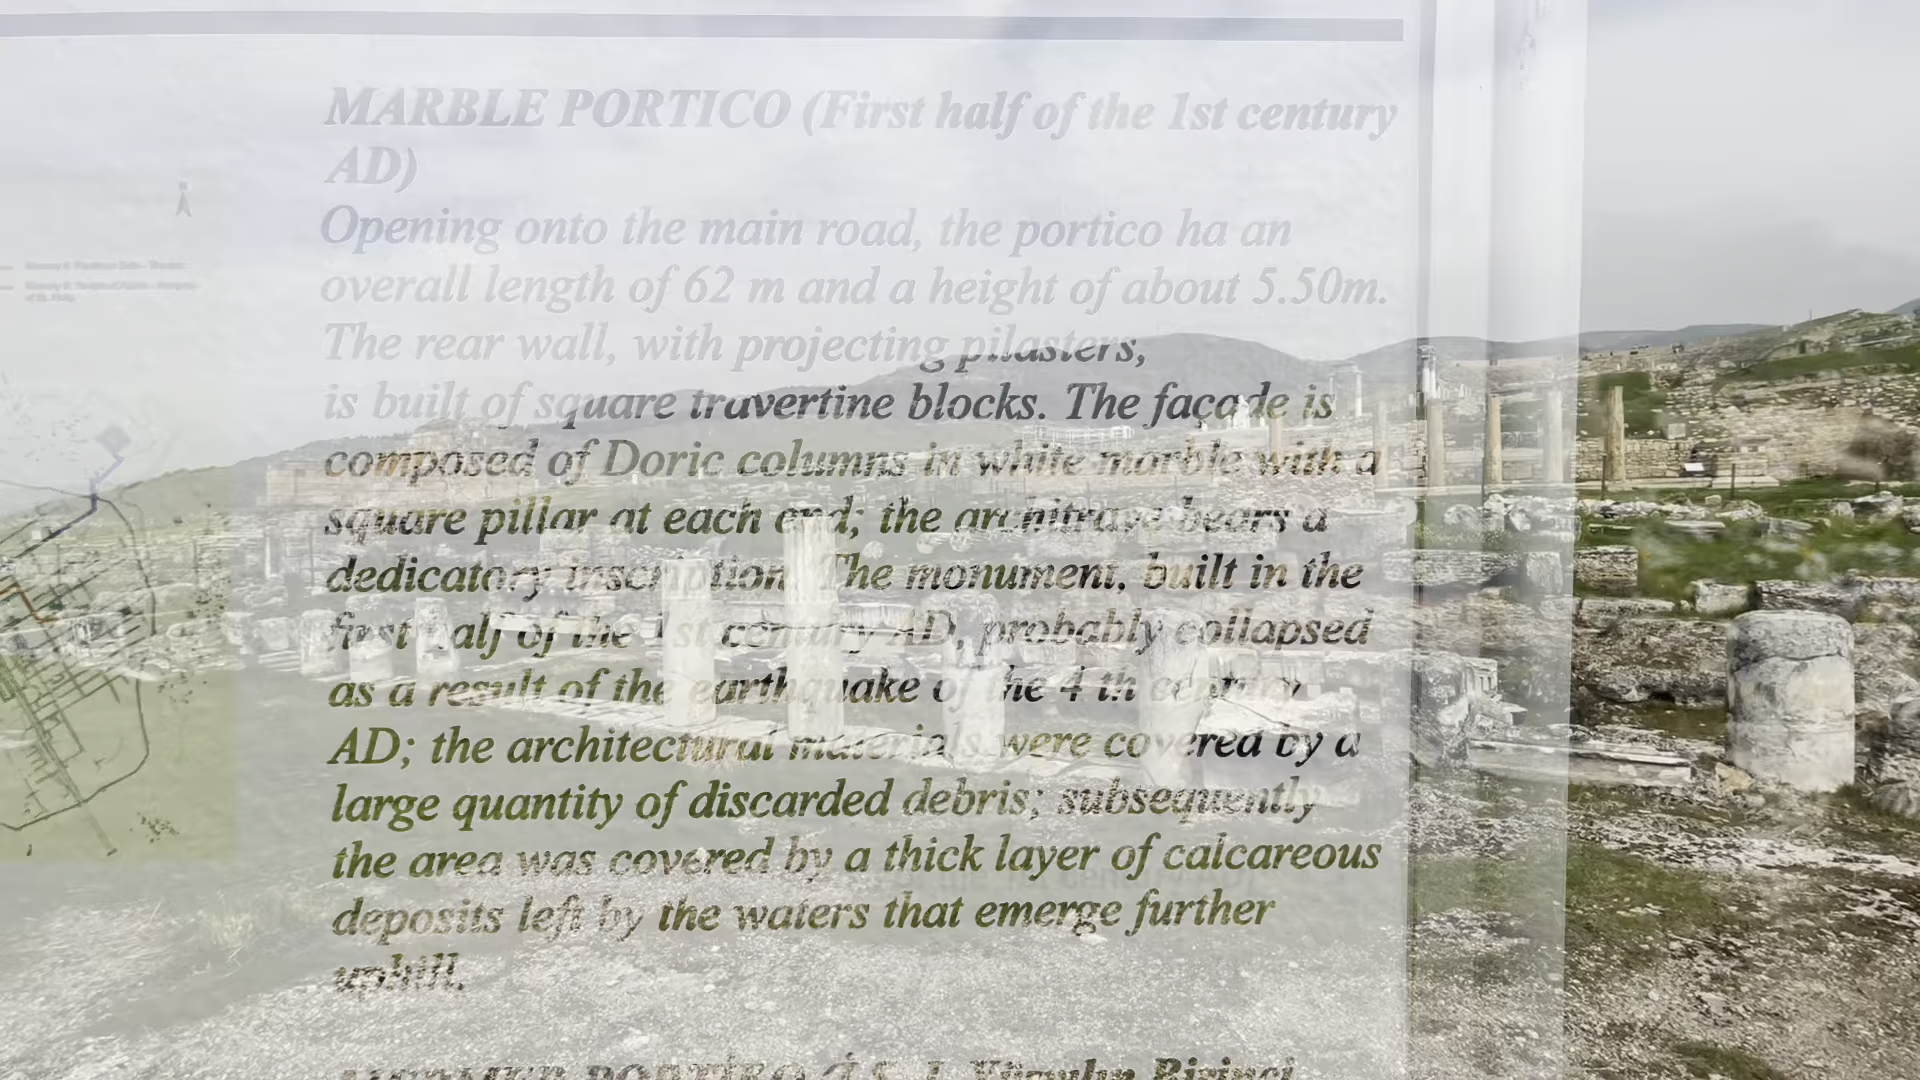 MARBLE PORTICO (First half of the 1st century
AD)
Opening onto the main road, the portico ha an
overall length of 62 m and a height of about 5.50m.
The rear wall, with projecting pilasters,
is built of square travertine blocks. The façade is
composed of Doric columns in white marble with a
square pillar at each end; the architrave bears a
dedicatory inscription. The monument, built in the
first half of the 1st century AD, probably collapsed
as a result of the earthquake of the 4 th century
AD; the architectural materials were covered by a
large quantity of discarded debris; subsequently
the area was covered by a thick layer of calcareous
deposits left by the waters that emerge further
uphill.